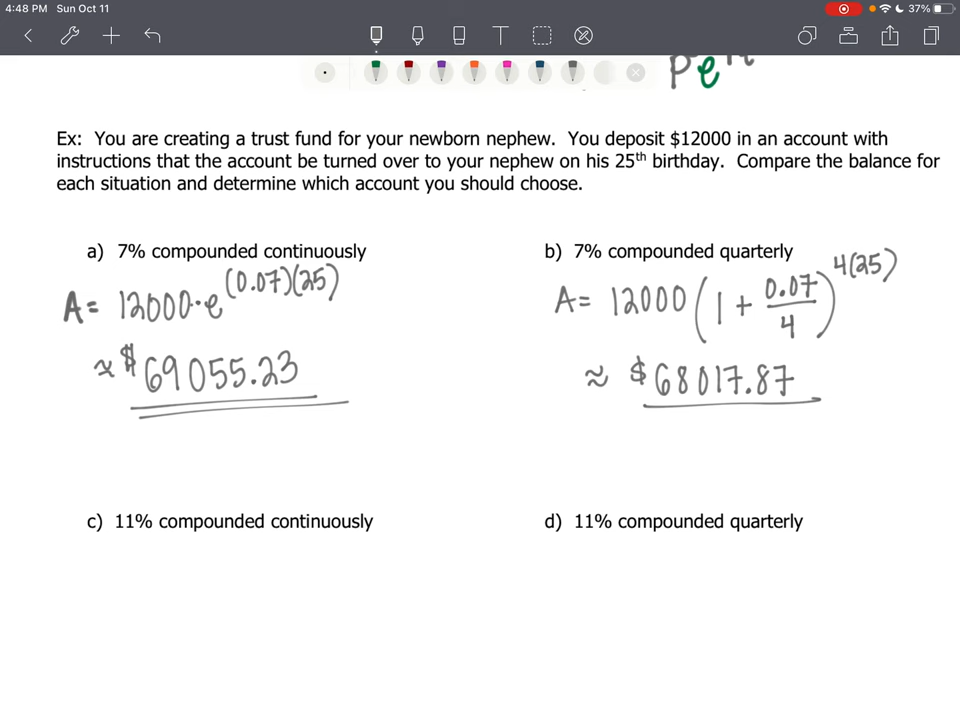 4:48 PM Sun Oct 11
37%
T
Ex: You are creating a trust fund for your newborn nephew. You deposit $12000 in an account with
instructions that the account be turned over to your nephew on his 25th birthday. Compare the balance for
each situation and determine which account you should choose.
a) 7% compounded continuously
b) 7% compounded quarterly
A = 12000·e^(0.07)(25)
A = 12000(1 + 0.07/4)^4(25)
≈ $69055.23
≈ $68017.87
c) 11% compounded continuously
d) 11% compounded quarterly